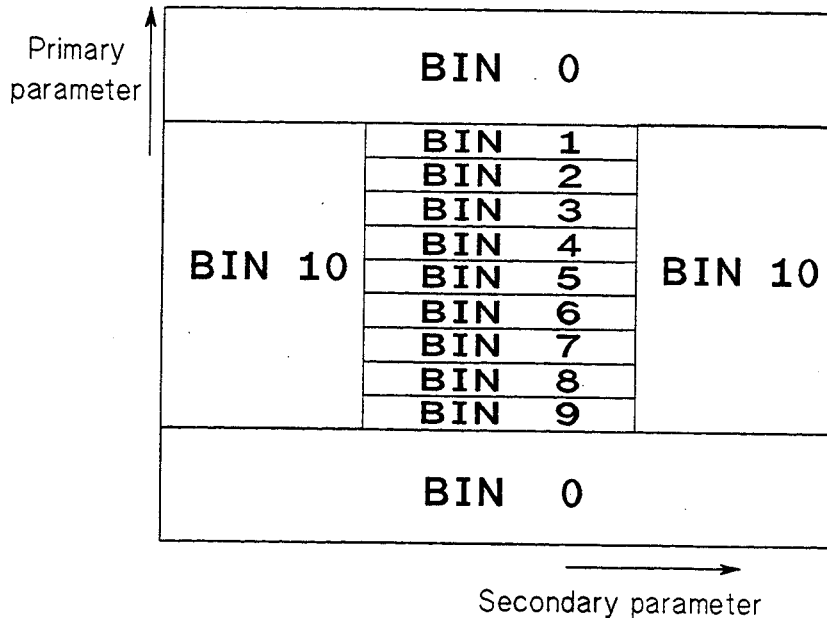 Primary
parameter
BIN 0
BIN 1
BIN 2
BIN 3
BIN 4
BIN 5
BIN 6
BIN 7
BIN 8
BIN 9
BIN 10
BIN 10
BIN 0
Secondary parameter